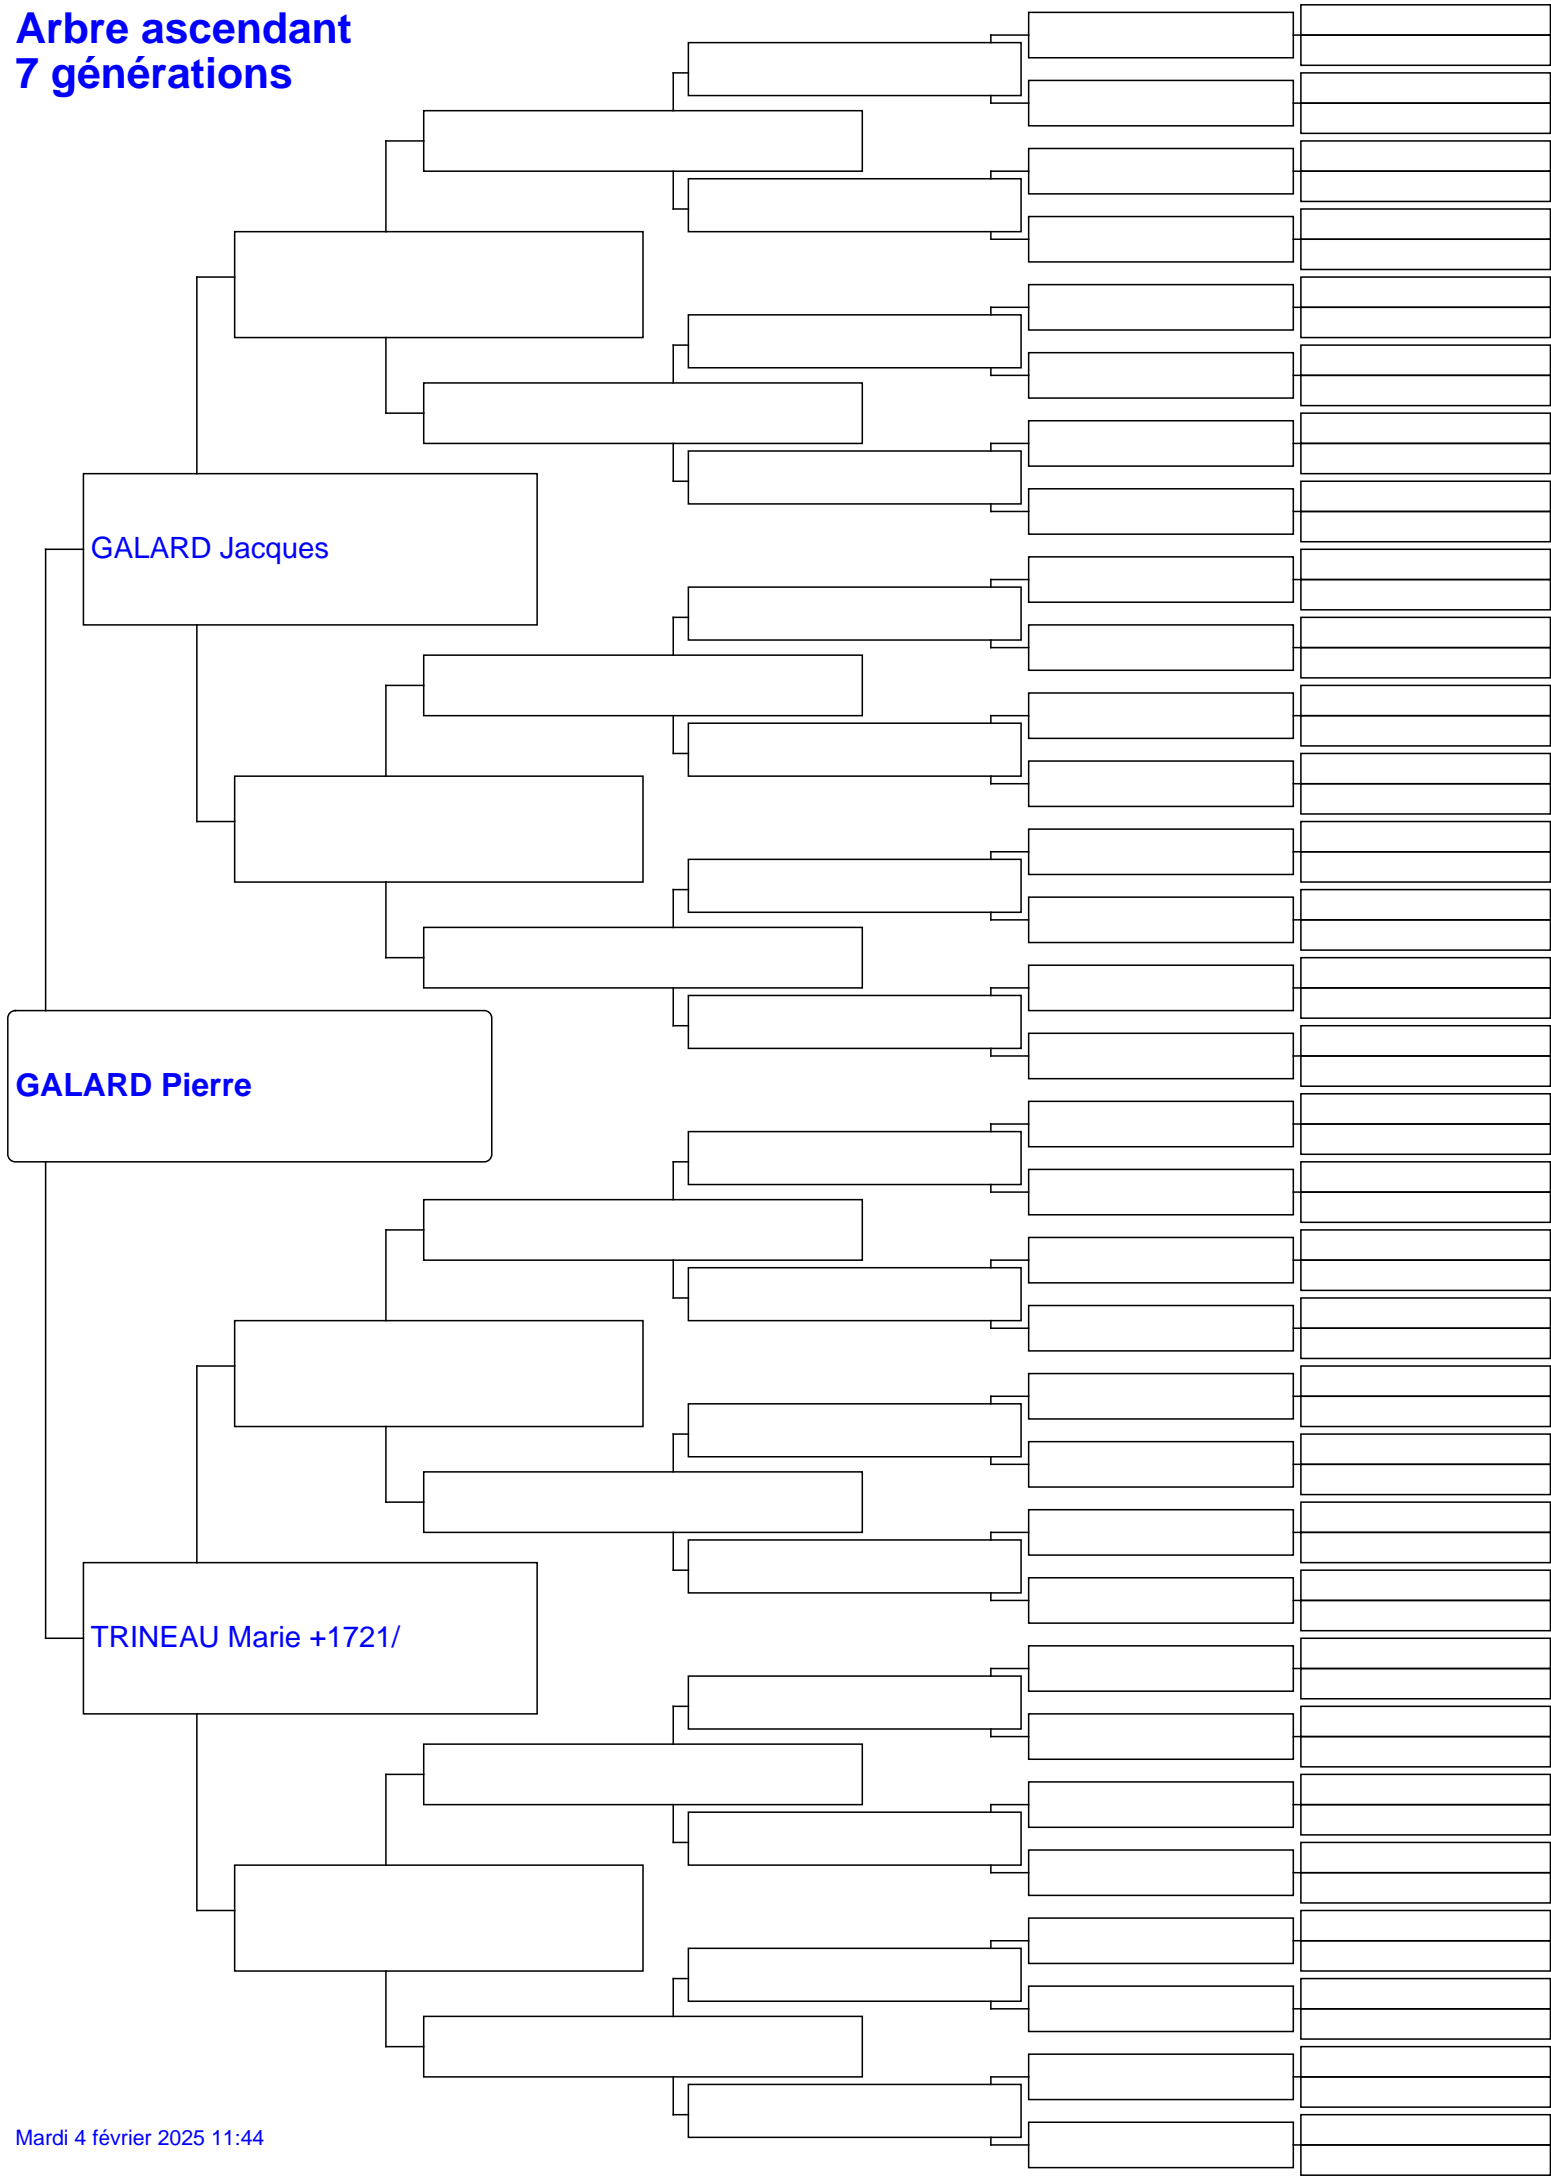 Arbre ascendant
7 générations
GALARD Jacques
GALARD Pierre
TRINEAU Marie +1721/
Mardi 4 février 2025 11:44